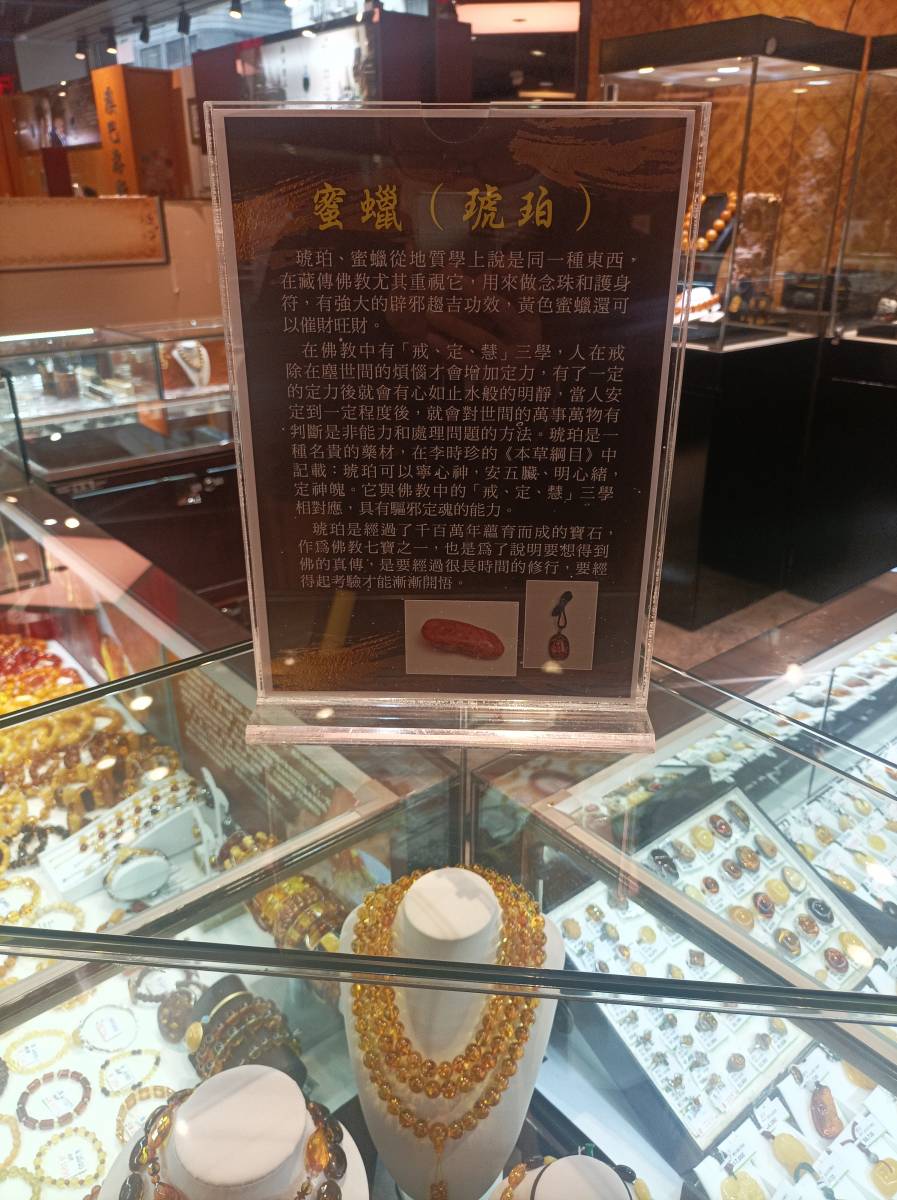 蜜蠟（琥珀）
琥珀、蜜蠟從地質學上說是同一種東西，
在藏傳佛教尤其重視它，用來做念珠和護身
符，有強大的辟邪趨吉功效，黃色蜜蠟還可
以催財旺財。
在佛教中有「戒、定、慧」三學，人在戒
除在塵世間的煩惱才會增加定力，有了一定
的定力後就會有心如止水般的明靜，當人安
定到一定程度後，就會對世間的萬事萬物有
判斷是非能力和處理問題的方法。琥珀是一
種名貴的藥材，在李時珍的《本草綱目》中
記載：琥珀可以寧心神，安五臟、明心緒，
定神魄。它與佛教中的「戒、定、慧」三學
相對應，具有驅邪定魂的能力。
琥珀是經過了千百萬年蘊育而成的寶石，
作爲佛教七寶之一，也是爲了說明要想得到
佛的真傳，是要經過很長時間的修行，要經
得起考驗才能漸漸開悟。